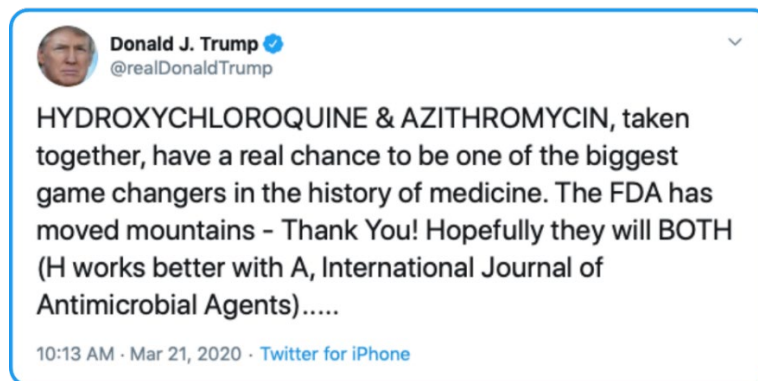 Donald J. Trump
@realDonaldTrump
HYDROXYCHLOROQUINE & AZITHROMYCIN, taken
together, have a real chance to be one of the biggest
game changers in the history of medicine. The FDA has
moved mountains - Thank You! Hopefully they will BOTH
(H works better with A, International Journal of
Antimicrobial Agents).....
10:13 AM · Mar 21, 2020 · Twitter for iPhone